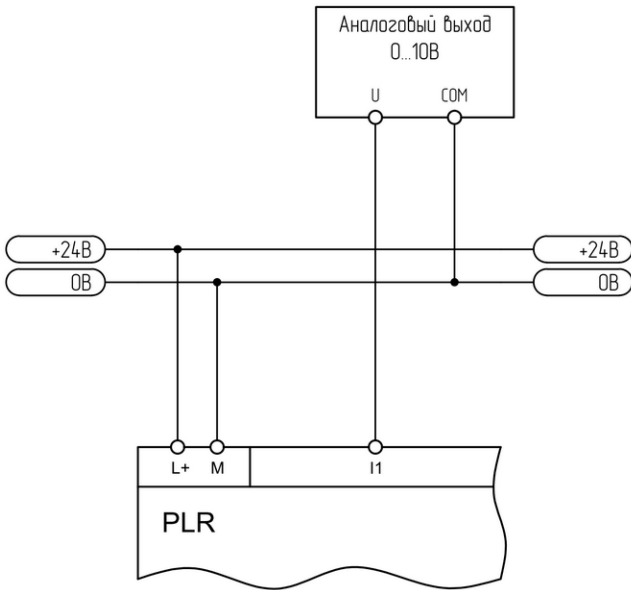 Аналоговый выход
0...10В
U COM
+24В +24В
0В 0В
L+ M I1
PLR